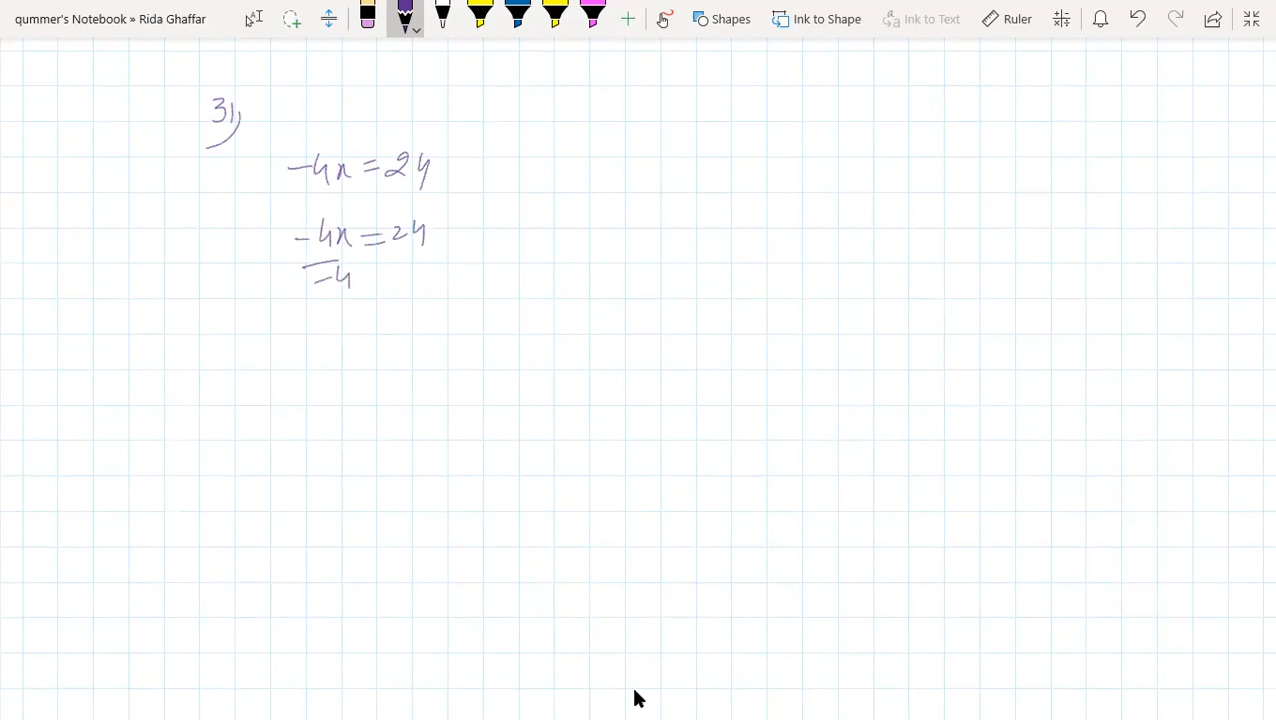 qummer's Notebook » Rida Ghaffar Shapes Ink to Shape Ink to Text Ruler
31)
-4x = 24
-4x = 24
-4